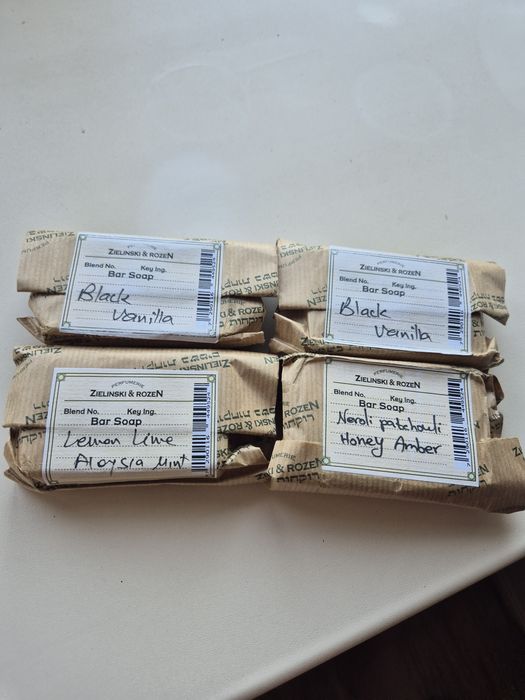 PERFUMERIE
ZIELINSKI & ROZEN
Blend No. Key Ing.
Bar Soap
Black
Vanilla
PERFUMERIE
ZIELINSKI & ROZEN
Blend No. Key Ing.
Bar Soap
Black
Vanilla
PERFUMERIE
ZIELINSKI & ROZEN
Blend No. Key Ing.
Bar Soap
Lemon Lime
Aloysia Mint
PERFUMERIE
ZIELINSKI & ROZEN
Blend No. Key Ing.
Bar Soap
Neroli patchouli
Honey Amber